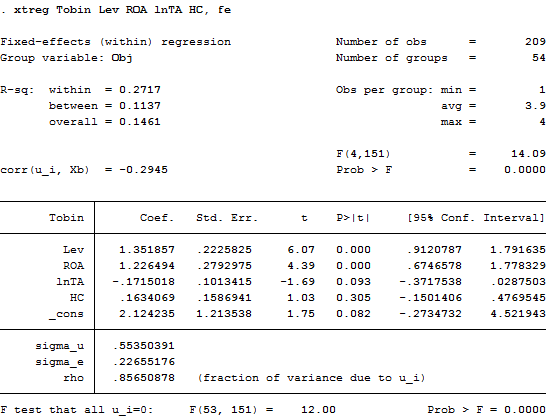 . xtreg Tobin Lev ROA lnTA HC, fe
Fixed-effects (within) regression Number of obs = 209
Group variable: Obj Number of groups = 54
R-sq: within = 0.2717 Obs per group: min = 1
between = 0.1137 avg = 3.9
overall = 0.1461 max = 4
F(4,151) = 14.09
corr(u_i, Xb) = -0.2945 Prob > F = 0.0000
Tobin Coef. Std. Err. t P>|t| [95% Conf. Interval]
Lev 1.351857 .2225825 6.07 0.000 .9120787 1.791635
ROA 1.226494 .2792975 4.39 0.000 .6746578 1.778329
lnTA -.1715018 .1013415 -1.69 0.093 -.3717538 .0287503
HC .1634069 .1586941 1.03 0.305 -.1501406 .4769545
_cons 2.124235 1.213538 1.75 0.082 -.2734732 4.521943
sigma_u .55350391
sigma_e .22655176
rho .85650878 (fraction of variance due to u_i)
F test that all u_i=0: F(53, 151) = 12.00 Prob > F = 0.0000